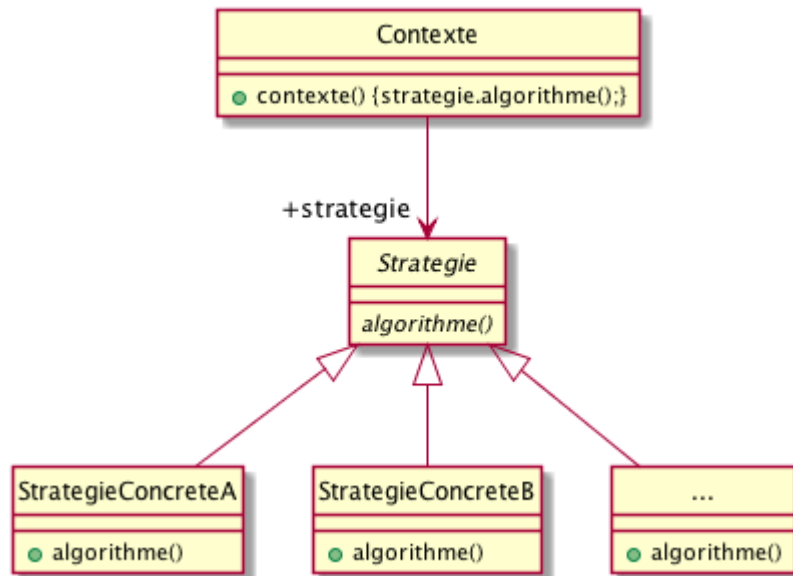 Contexte
contexte() {strategie.algorithme();}
+strategie
Strategie
algorithme()
StrategieConcreteA
algorithme()
StrategieConcreteB
algorithme()
...
algorithme()